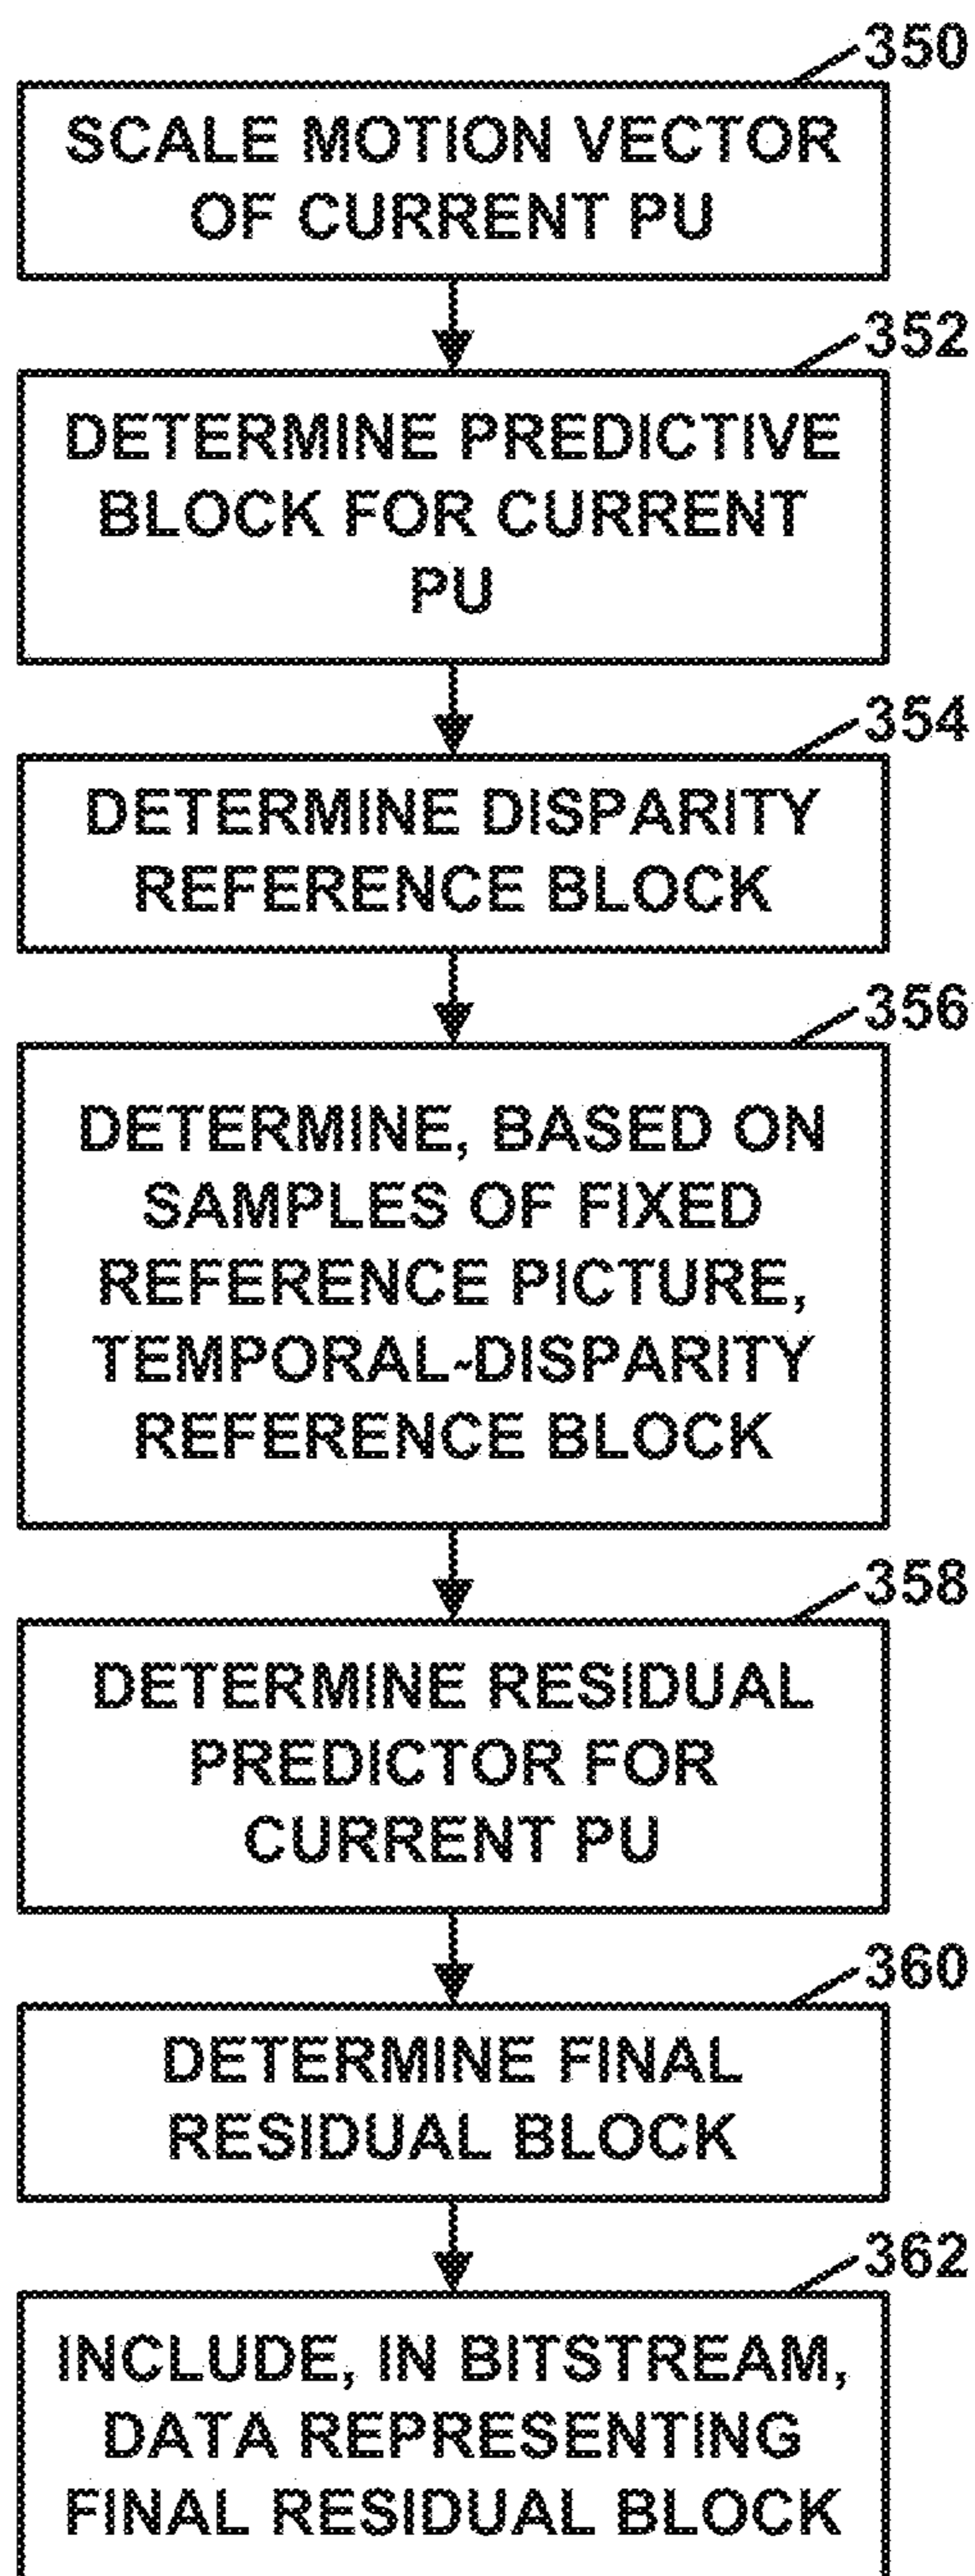 350
SCALE MOTION VECTOR
OF CURRENT PU
352
DETERMINE PREDICTIVE
BLOCK FOR CURRENT
PU
354
DETERMINE DISPARITY
REFERENCE BLOCK
356
DETERMINE, BASED ON
SAMPLES OF FIXED
REFERENCE PICTURE,
TEMPORAL-DISPARITY
REFERENCE BLOCK
358
DETERMINE RESIDUAL
PREDICTOR FOR
CURRENT PU
360
DETERMINE FINAL
RESIDUAL BLOCK
362
INCLUDE, IN BITSTREAM,
DATA REPRESENTING
FINAL RESIDUAL BLOCK